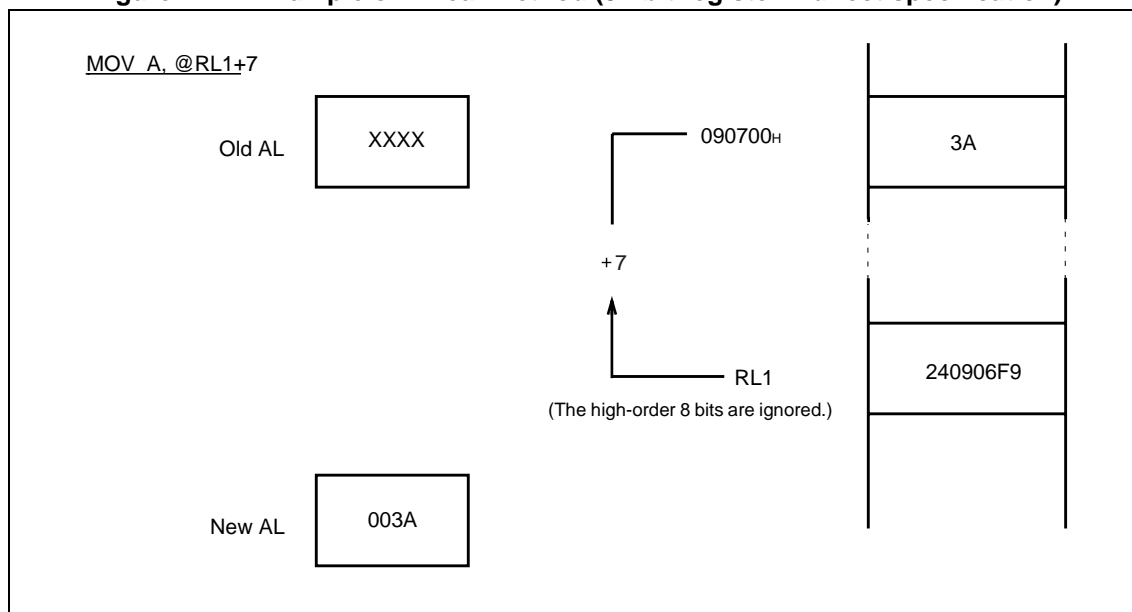 MOV A, @RL1+7
Old AL
XXXX
090700H
3A
+7
RL1
240906F9
(The high-order 8 bits are ignored.)
New AL
003A